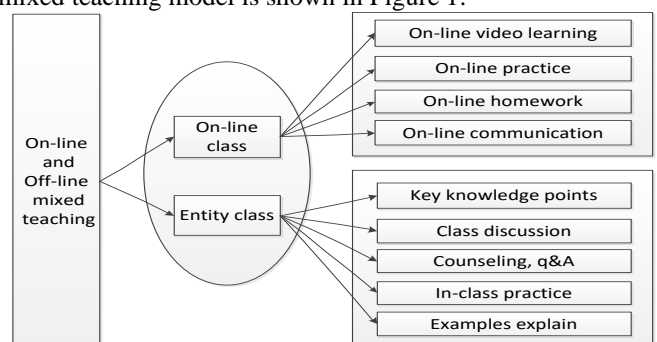 mixed teaching model is shown in Figure 1.
On-line
and
Off-line
mixed
teaching
On-line
class
Entity class
On-line video learning
On-line practice
On-line homework
On-line communication
Key knowledge points
Class discussion
Counseling, q&A
In-class practice
Examples explain